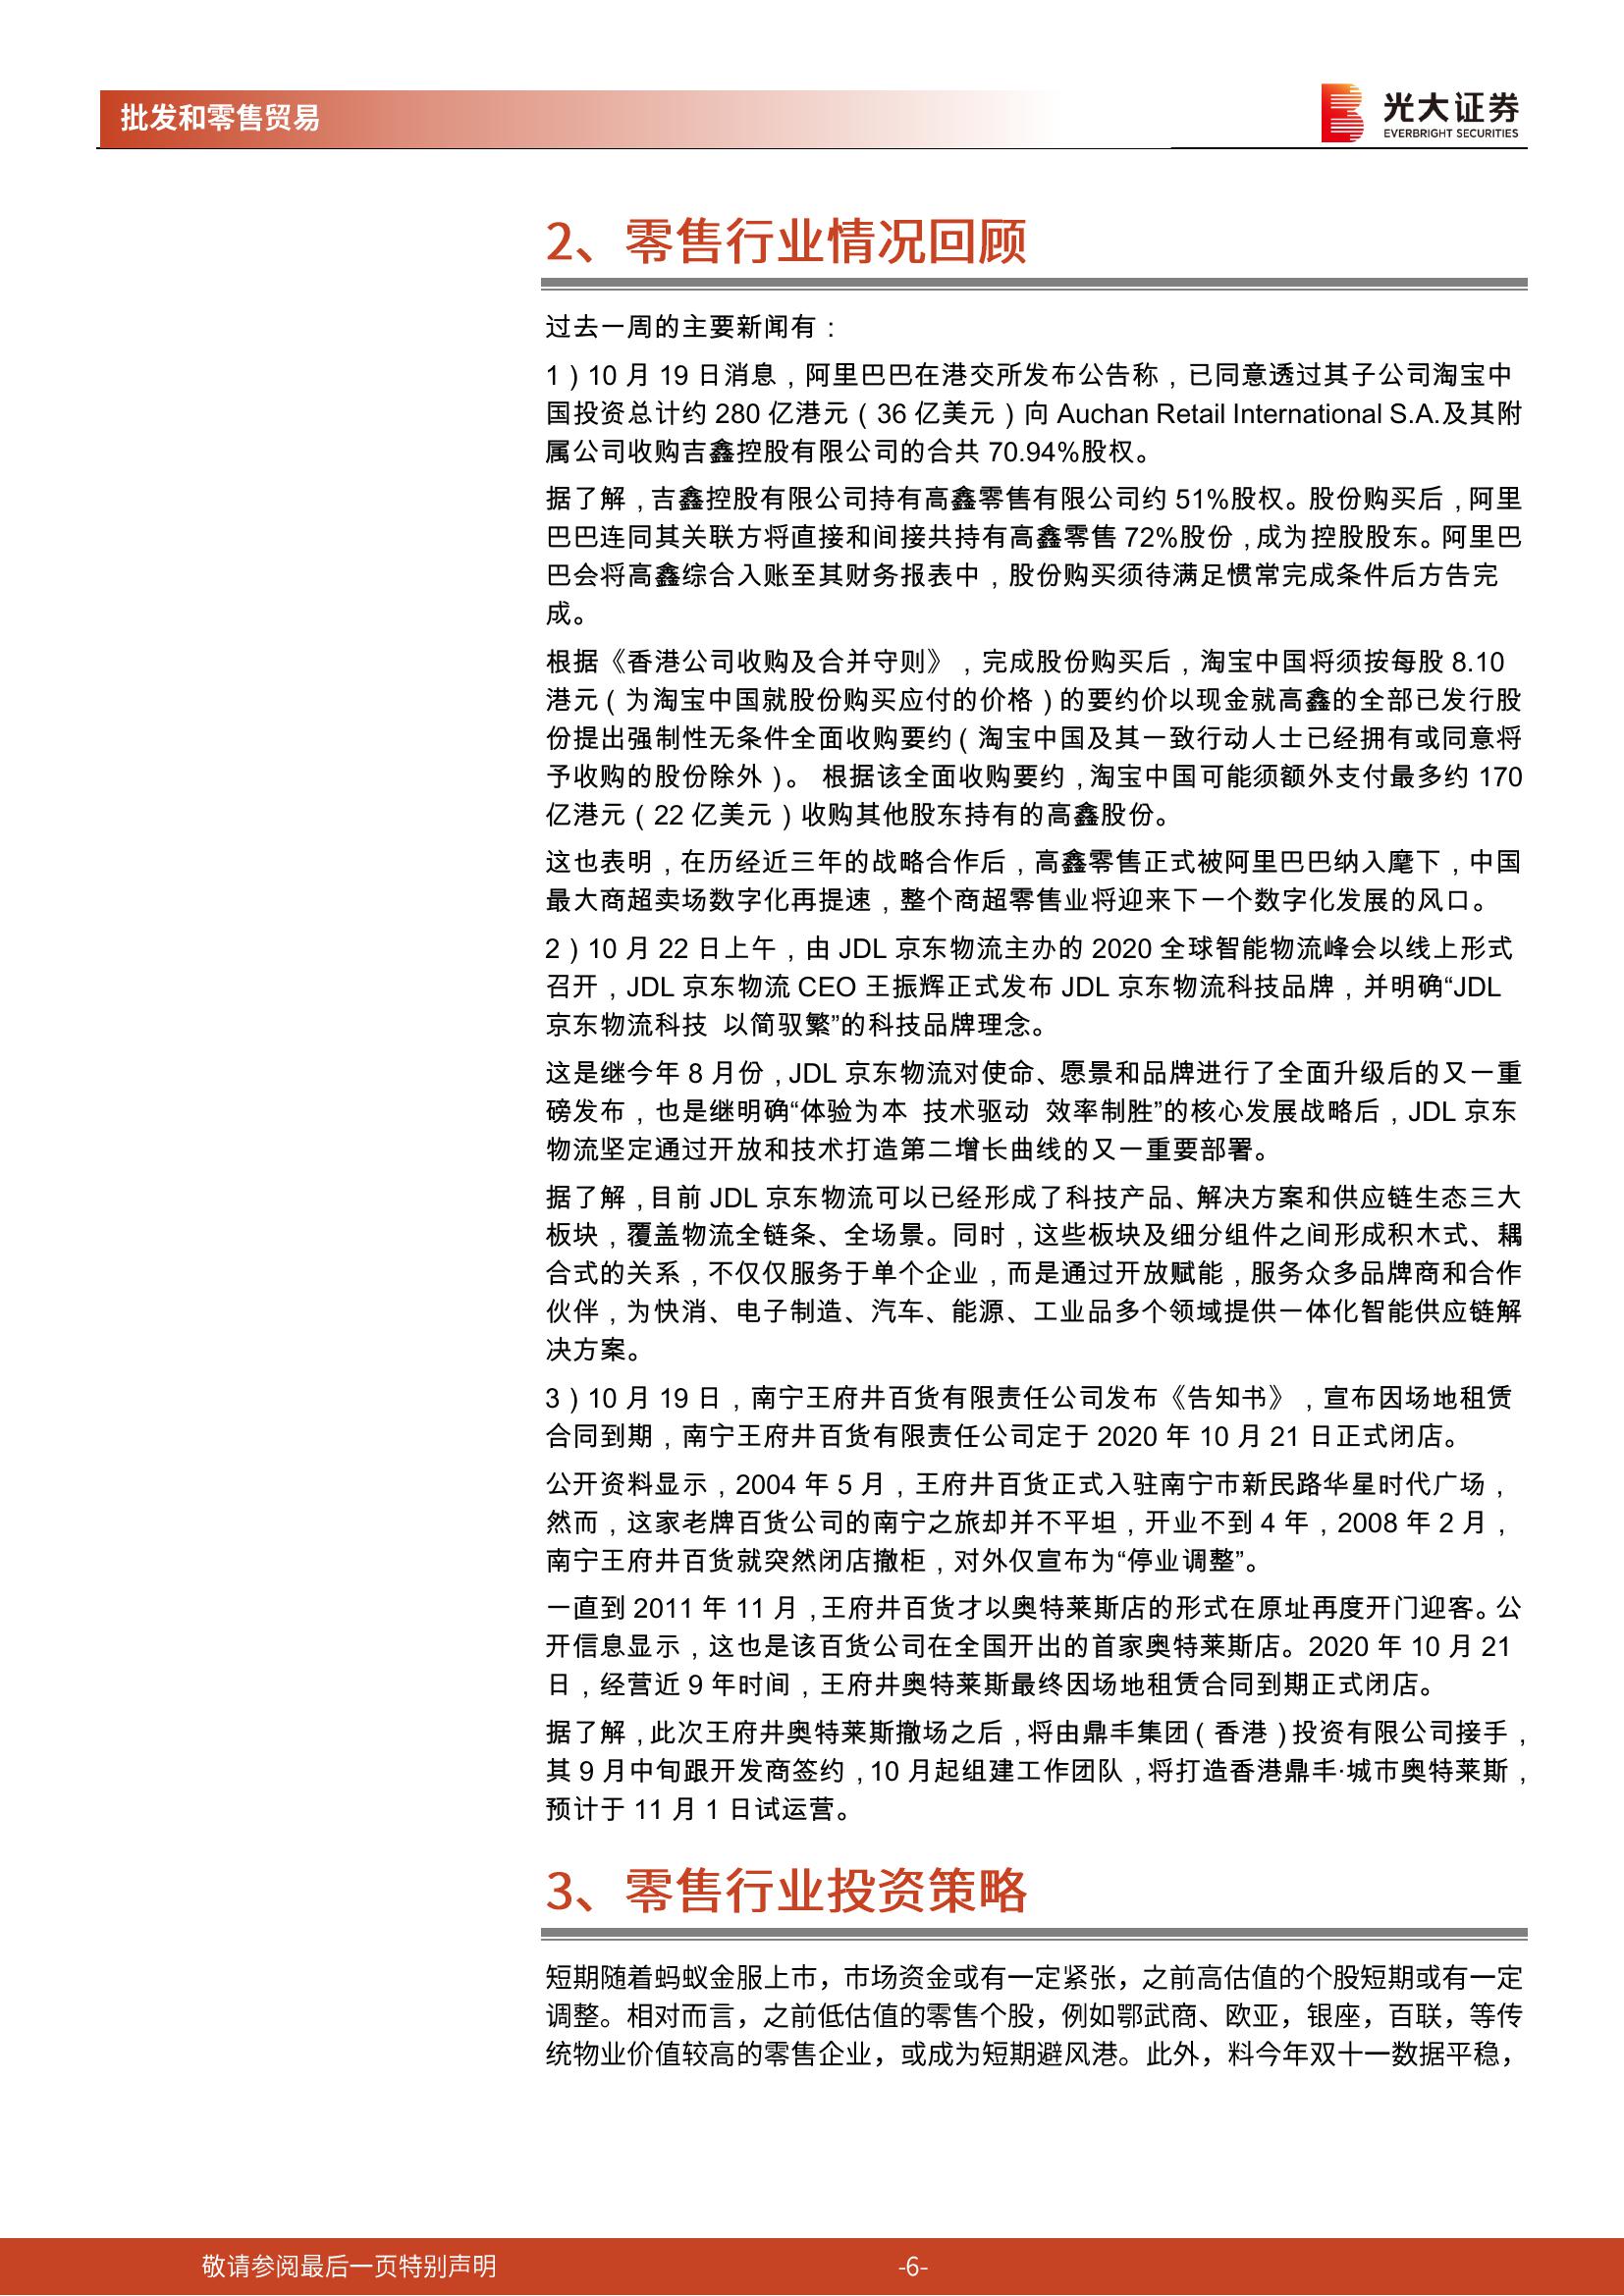 批发和零售贸易
光大证券
EVERBRIGHT SECURITIES
2、零售行业情况回顾
过去一周的主要新闻有：
1）10 月 19 日消息，阿里巴巴在港交所发布公告称，已同意透过其子公司淘宝中
国投资总计约 280 亿港元（36 亿美元）向 Auchan Retail International S.A.及其附
属公司收购吉鑫控股有限公司的合共 70.94%股权。
据了解，吉鑫控股有限公司持有高鑫零售有限公司约 51%股权。股份购买后，阿里
巴巴连同其关联方将直接和间接共持有高鑫零售 72%股份，成为控股股东。阿里巴
巴会将高鑫综合入账至其财务报表中，股份购买须待满足惯常完成条件后方告完
成。
根据《香港公司收购及合并守则》，完成股份购买后，淘宝中国将须按每股 8.10
港元（为淘宝中国就股份购买应付的价格）的要约价以现金就高鑫的全部已发行股
份提出强制性无条件全面收购要约（淘宝中国及其一致行动人士已经拥有或同意将
予收购的股份除外）。 根据该全面收购要约，淘宝中国可能须额外支付最多约 170
亿港元（22 亿美元）收购其他股东持有的高鑫股份。
这也表明，在历经近三年的战略合作后，高鑫零售正式被阿里巴巴纳入麾下，中国
最大商超卖场数字化再提速，整个商超零售业将迎来下一个数字化发展的风口。
2）10 月 22 日上午，由 JDL 京东物流主办的 2020 全球智能物流峰会以线上形式
召开，JDL 京东物流 CEO 王振辉正式发布 JDL 京东物流科技品牌，并明确“JDL
京东物流科技 以简驭繁”的科技品牌理念。
这是继今年 8 月份，JDL 京东物流对使命、愿景和品牌进行了全面升级后的又一重
磅发布，也是继明确“体验为本 技术驱动 效率制胜”的核心发展战略后，JDL 京东
物流坚定通过开放和技术打造第二增长曲线的又一重要部署。
据了解，目前 JDL 京东物流可以已经形成了科技产品、解决方案和供应链生态三大
板块，覆盖物流全链条、全场景。同时，这些板块及细分组件之间形成积木式、耦
合式的关系，不仅仅服务于单个企业，而是通过开放赋能，服务众多品牌商和合作
伙伴，为快消、电子制造、汽车、能源、工业品多个领域提供一体化智能供应链解
决方案。
3）10 月 19 日，南宁王府井百货有限责任公司发布《告知书》，宣布因场地租赁
合同到期，南宁王府井百货有限责任公司定于 2020 年 10 月 21 日正式闭店。
公开资料显示，2004 年 5 月，王府井百货正式入驻南宁市新民路华星时代广场，
然而，这家老牌百货公司的南宁之旅却并不平坦，开业不到 4 年，2008 年 2 月，
南宁王府井百货就突然闭店撤柜，对外仅宣布为“停业调整”。
一直到 2011 年 11 月，王府井百货才以奥特莱斯店的形式在原址再度开门迎客。公
开信息显示，这也是该百货公司在全国开出的首家奥特莱斯店。2020 年 10 月 21
日，经营近 9 年时间，王府井奥特莱斯最终因场地租赁合同到期正式闭店。
据了解，此次王府井奥特莱斯撤场之后，将由鼎丰集团（香港）投资有限公司接手，
其 9 月中旬跟开发商签约，10 月起组建工作团队，将打造香港鼎丰·城市奥特莱斯，
预计于 11 月 1 日试运营。
3、零售行业投资策略
短期随着蚂蚁金服上市，市场资金或有一定紧张，之前高估值的个股短期或有一定
调整。相对而言，之前低估值的零售个股，例如鄂武商、欧亚，银座，百联，等传
统物业价值较高的零售企业，或成为短期避风港。此外，料今年双十一数据平稳，
敬请参阅最后一页特别声明
-6-